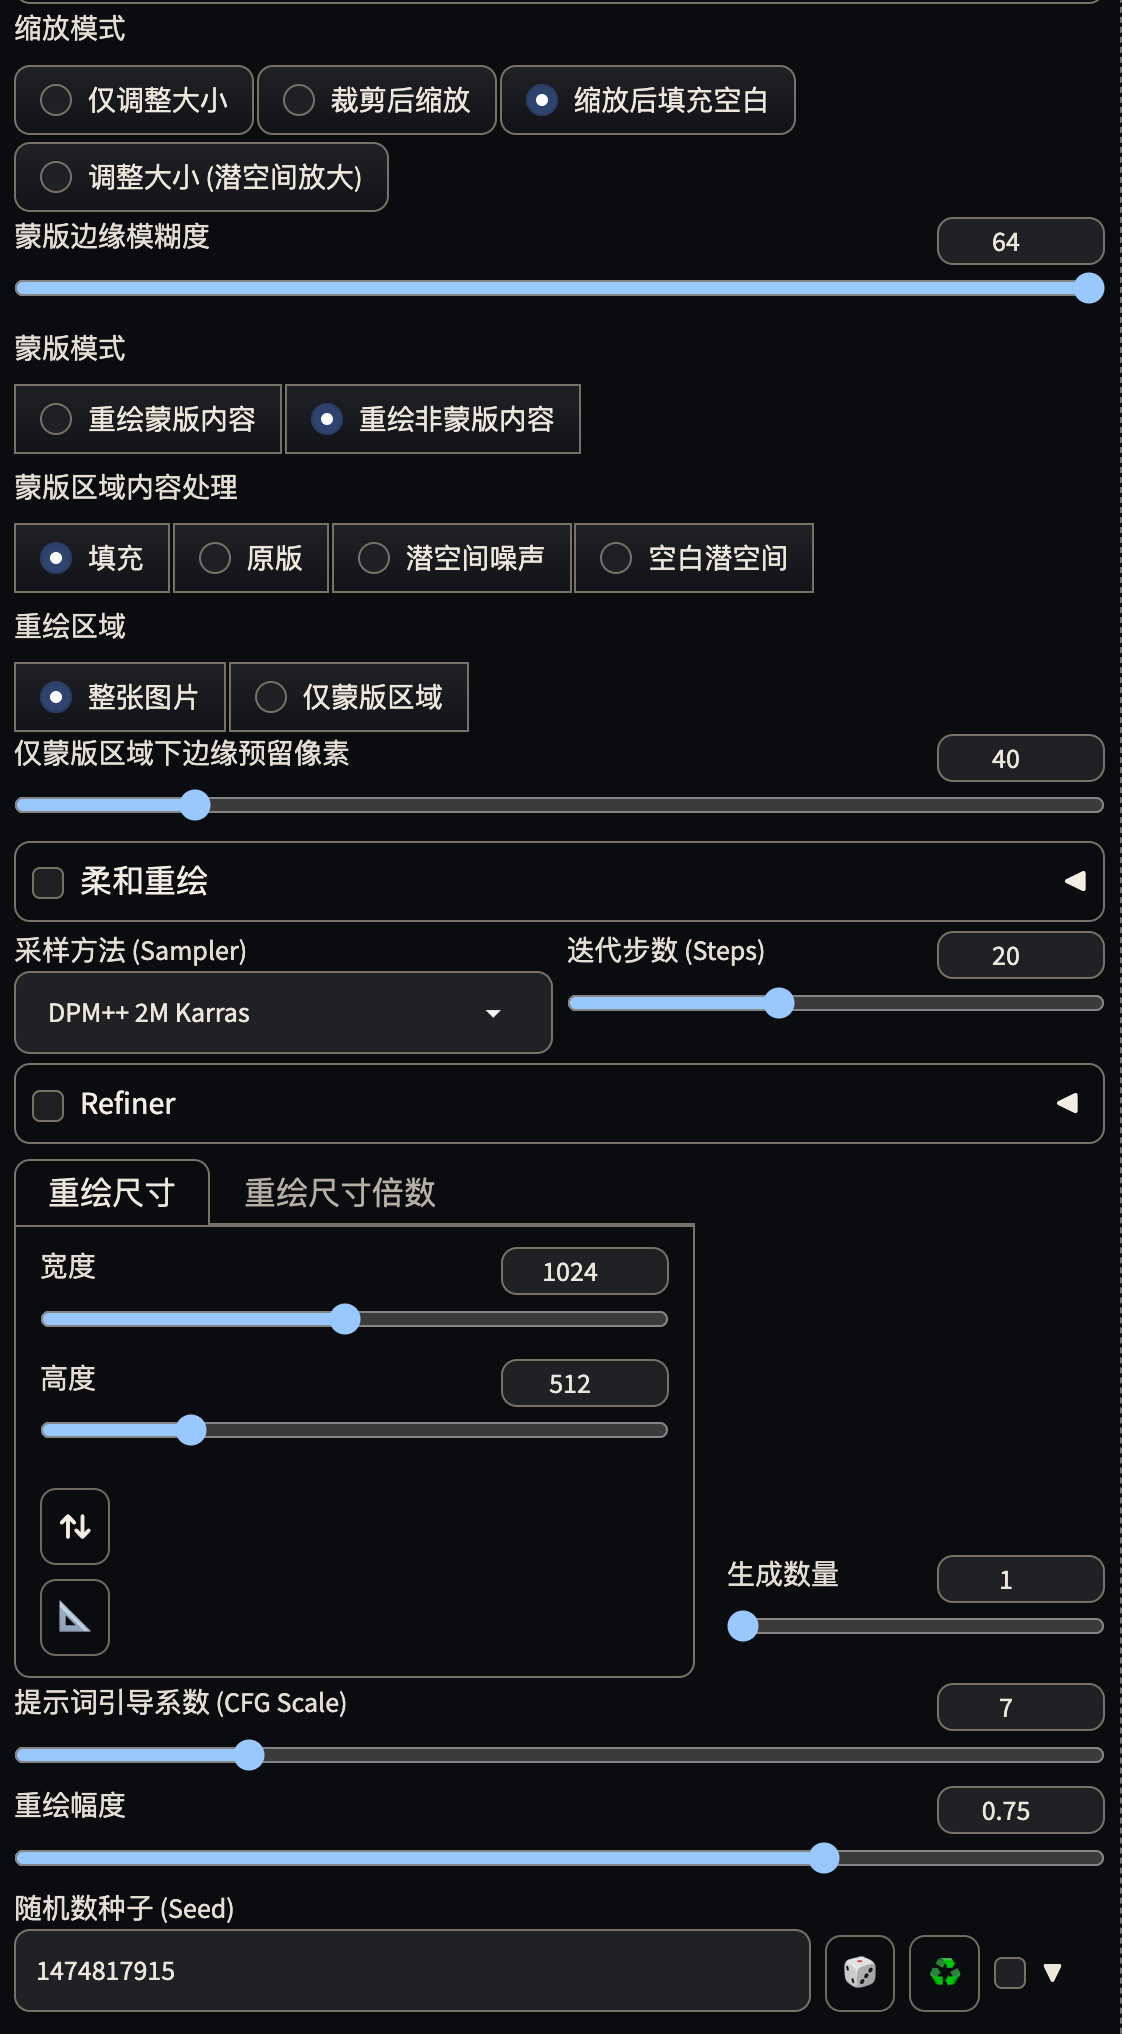 缩放模式
仅调整大小 裁剪后缩放 缩放后填充空白
调整大小 (潜空间放大)
蒙版边缘模糊度 64
蒙版模式
重绘蒙版内容 重绘非蒙版内容
蒙版区域内容处理
填充 原版 潜空间噪声 空白潜空间
重绘区域
整张图片 仅蒙版区域
仅蒙版区域下边缘预留像素 40
柔和重绘
采样方法 (Sampler) 迭代步数 (Steps) 20
DPM++ 2M Karras
Refiner
重绘尺寸 重绘尺寸倍数
宽度 1024
高度 512
生成数量 1
提示词引导系数 (CFG Scale) 7
重绘幅度 0.75
随机数种子 (Seed)
1474817915